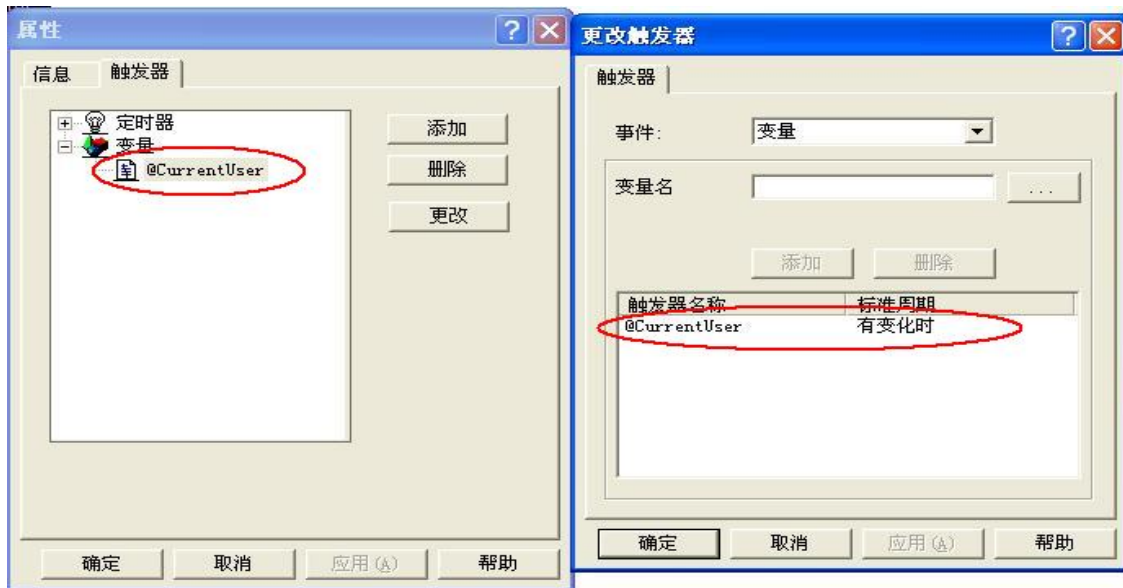 属性
信息 触发器
定时器
变量
@CurrentUser
添加
删除
更改
确定 取消 应用(A) 帮助
更改触发器
触发器
事件: 变量
变量名 ...
添加 删除
触发器名称 标准周期
@CurrentUser 有变化时
确定 取消 应用(A) 帮助